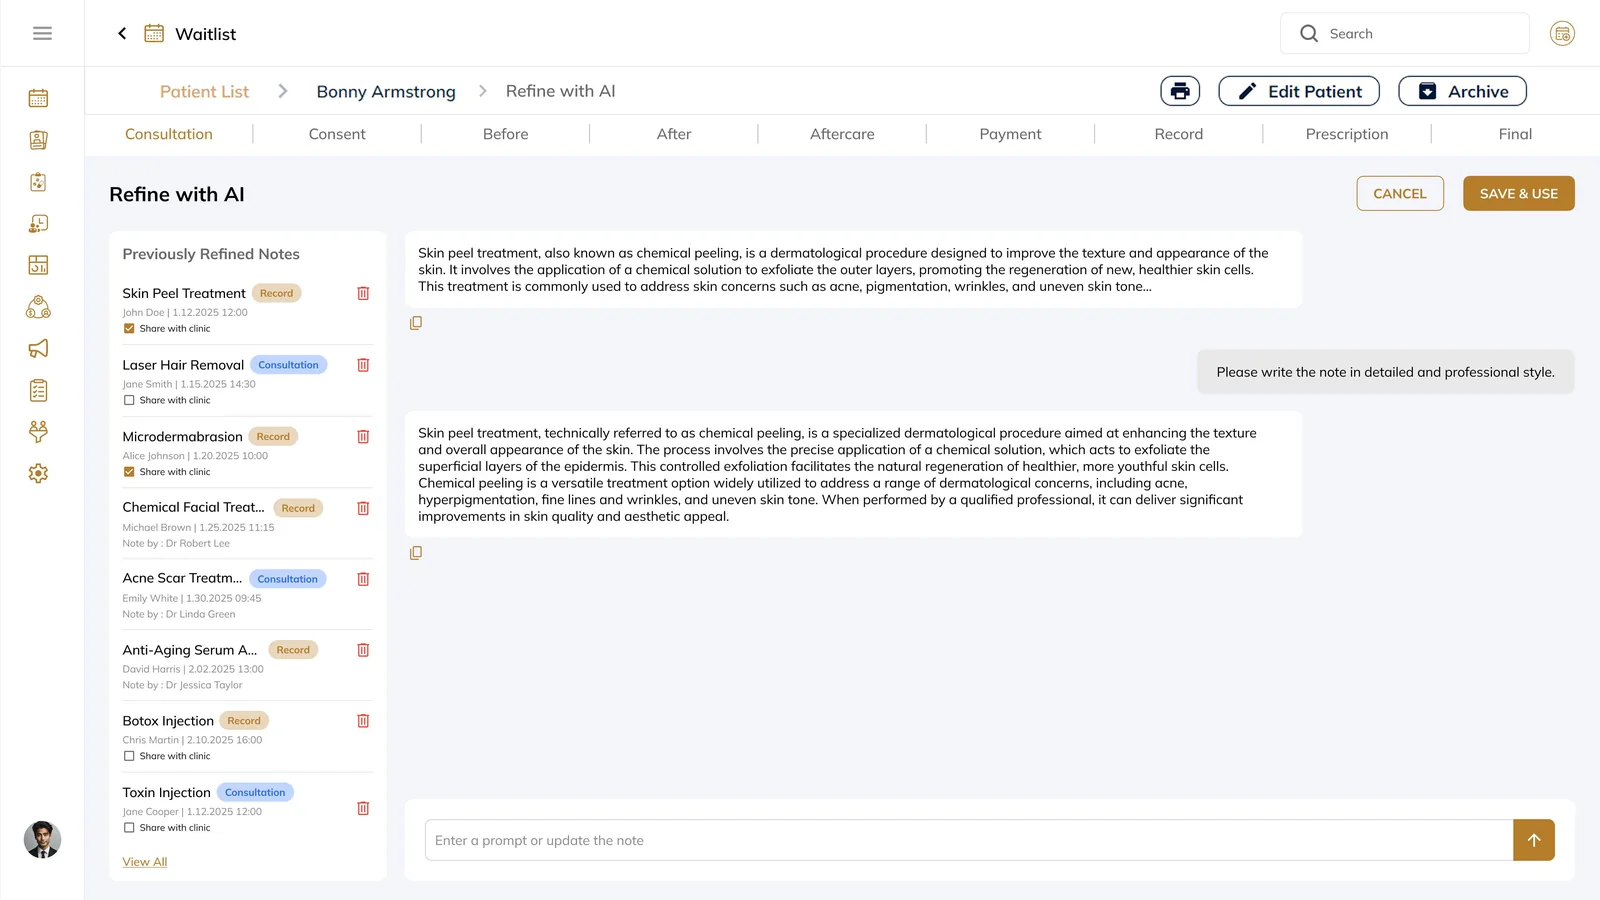 Waitlist
Search
Patient List
Bonny Armstrong
Refine with AI
Edit Patient
Archive
Consultation
Consent
Before
After
Aftercare
Payment
Record
Prescription
Final
Refine with AI
CANCEL
SAVE & USE
Previously Refined Notes
Skin Peel Treatment Record
John Doe | 1.12.2025 12:00
Share with clinic
Laser Hair Removal Consultation
Jane Smith | 1.15.2025 14:30
Share with clinic
Microdermabrasion Record
Alice Johnson | 1.20.2025 10:00
Share with clinic
Chemical Facial Treat... Record
Michael Brown | 1.25.2025 11:15
Note by : Dr Robert Lee
Acne Scar Treatm... Consultation
Emily White | 1.30.2025 09:45
Note by : Dr Linda Green
Anti-Aging Serum A... Record
David Harris | 2.02.2025 13:00
Note by : Dr Jessica Taylor
Botox Injection Record
Chris Martin | 2.10.2025 16:00
Share with clinic
Toxin Injection Consultation
Jane Cooper | 1.12.2025 12:00
Share with clinic
View All
Skin peel treatment, also known as chemical peeling, is a dermatological procedure designed to improve the texture and appearance of the
skin. It involves the application of a chemical solution to exfoliate the outer layers, promoting the regeneration of new, healthier skin cells.
This treatment is commonly used to address skin concerns such as acne, pigmentation, wrinkles, and uneven skin tone...
Please write the note in detailed and professional style.
Skin peel treatment, technically referred to as chemical peeling, is a specialized dermatological procedure aimed at enhancing the texture
and overall appearance of the skin. The process involves the precise application of a chemical solution, which acts to exfoliate the
superficial layers of the epidermis. This controlled exfoliation facilitates the natural regeneration of healthier, more youthful skin cells.
Chemical peeling is a versatile treatment option widely utilized to address a range of dermatological concerns, including acne,
hyperpigmentation, fine lines and wrinkles, and uneven skin tone. When performed by a qualified professional, it can deliver significant
improvements in skin quality and aesthetic appeal.
Enter a prompt or update the note